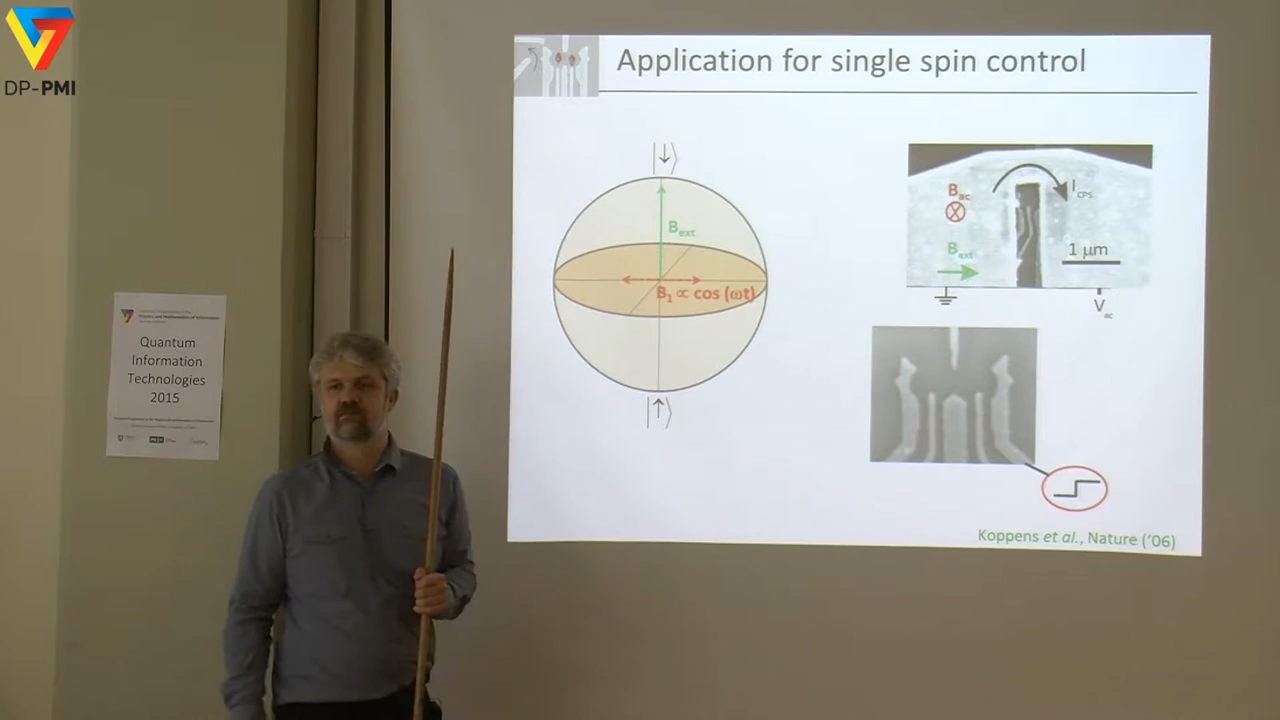 DP-PMI
Quantum
Information
Technologies
2015
Application for single spin control
|↓⟩
B_ext
B₁ ∝ cos (ωt)
|↑⟩
B_ac
I_CPS
B_ext
1 μm
V_ac
Koppens et al., Nature ('06)